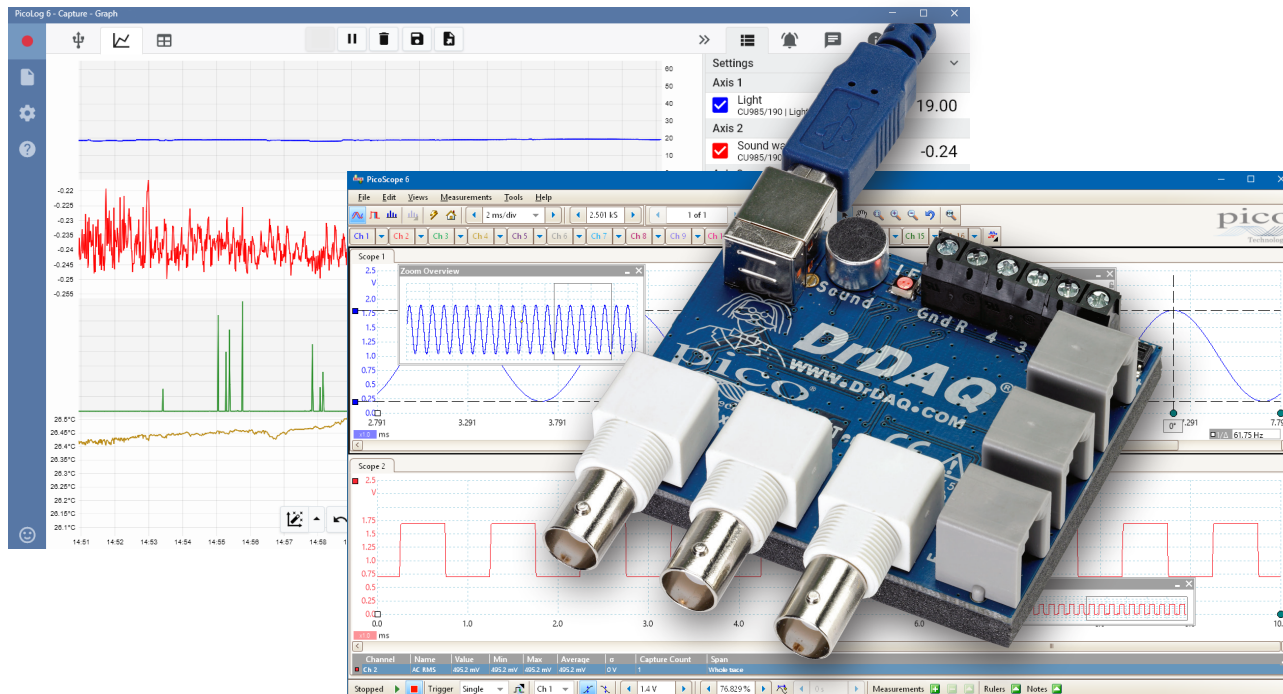 PicoLog 6 - Capture - Graph
Settings
Axis 1
Light
CU985/190 | Light
19.00
Axis 2
Sound
CU985/190
-0.24
60
50
40
30
20
10
-0.22
-0.225
-0.23
-0.235
-0.24
-0.245
-0.25
-0.255
26.5°C
26.45°C
26.4°C
26.35°C
26.3°C
26.25°C
26.2°C
26.15°C
26.1°C
14:51 14:52 14:53 14:55 14:56 14:57 14:58
PicoScope 6
File Edit Views Measurements Tools Help
2 ms/div 2.501 kS 1 of 1
pico
Technology
Ch 1 Ch 2 Ch 3 Ch 4 Ch 5 Ch 6 Ch 7 Ch 8 Ch 9 Ch 15
Scope 1
Zoom Overview
2.5
V
2.0
1.75
1.5
1.25
1.0
0.75
0.5
0.25
0.0
2.791 3.291 3.791 7.291 7.79
x1.0 ms
0°
1/Δ 61.75 Hz
Sound
Gnd R 4 3
DrDAQ®
www.DrDAQ.com
pico
Scope 2
2.5
V
1.75
1.5
1.25
1.0
0.75
0.5
0.25
0.0
0.0 1.0 2.0 3.0 4.0 6.0 10.
x1.0 ms
Channel Name Value Min Max Average σ Capture Count Span
Ch 2 AC RMS 495.2 mV 495.2 mV 495.2 mV 495.2 mV 0 V 1 Whole trace
Stopped Trigger Single Ch 1 1.4 V 76.829 % 0 s Measurements Rulers Notes